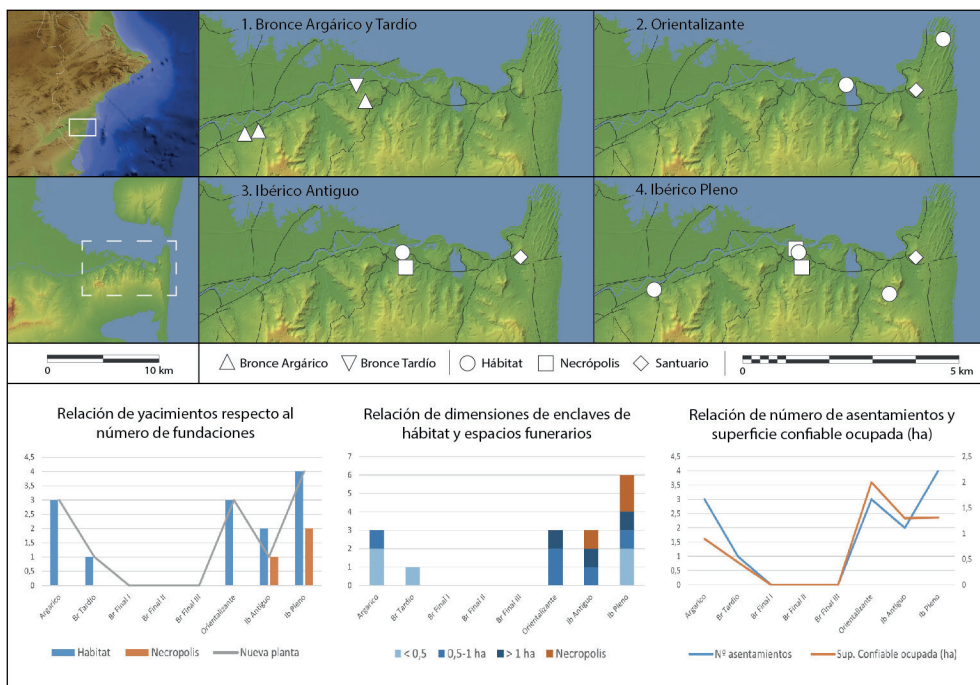 1. Bronce Argárico y Tardío
2. Orientalizante
3. Ibérico Antiguo
4. Ibérico Pleno
10 km
Bronce Argárico
Bronce Tardío
Hábitat
Necrópolis
Santuario
5 km
Relación de yacimientos respecto al
número de fundaciones
4,5
4
3,5
3
2,5
2
1,5
1
0,5
0
Argarico
Br Tardío
Br Flinal I
Br Final II
Br Final III
Orientalizante
Ib Antiguo
Ib Pleno
Habitat
Necropolis
Nueva planta
Relación de dimensiones de enclaves de
hábitat y espacios funerarios
7
6
5
4
3
2
1
0
Argárico
Br Tardío
Br Final I
Br Final II
Br Final III
Orientalizante
Ib Antiguo
Ib Pleno
< 0,5
0,5-1 ha
> 1 ha
Necropolis
Relación de número de asentamientos y
superficie confiable ocupada (ha)
4,5
4
3,5
3
2,5
2
1,5
1
0,5
0
2,5
2
1,5
1
0,5
0
Argarico
Br Tardío
Br Final I
Br Final II
Br Final III
Orientalizante
Ib Antiguo
Ib Pleno
Nº asentamientos
Sup. Confiable ocupada (ha)